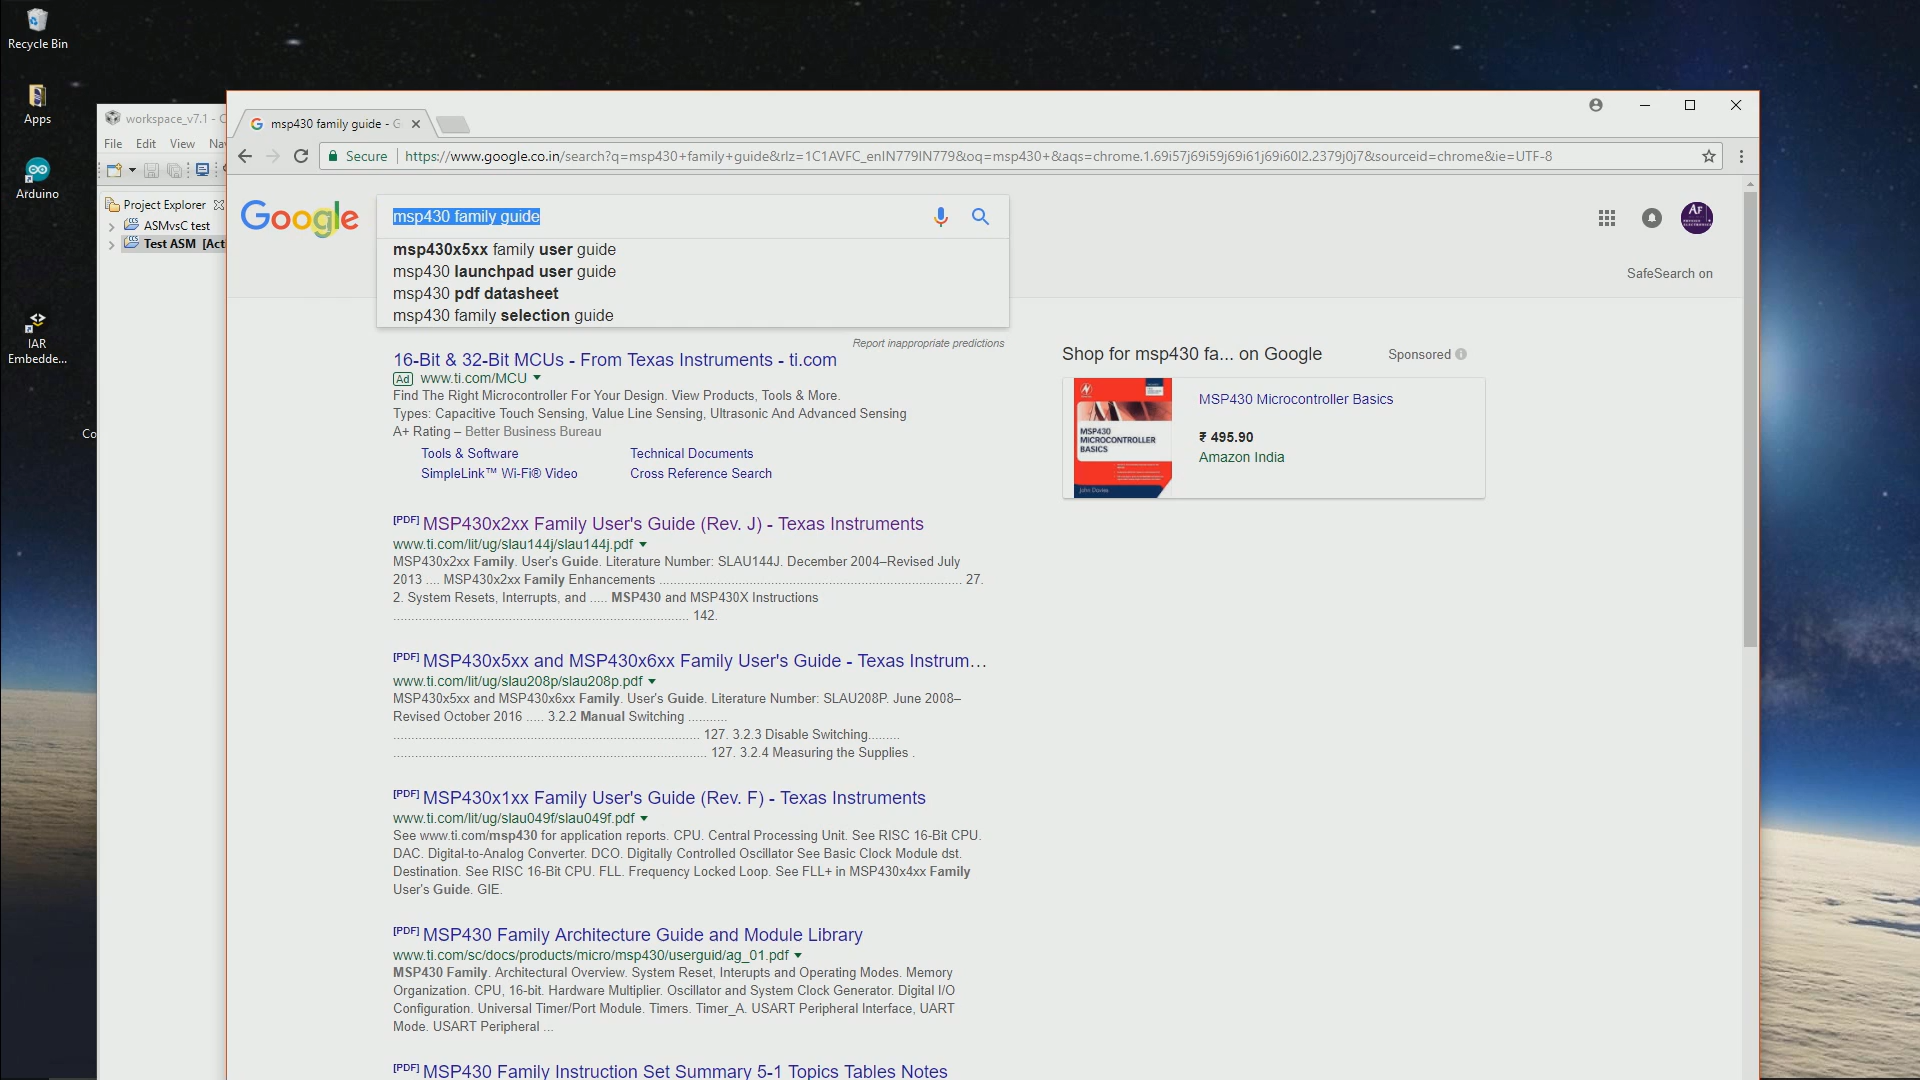 Recycle Bin
Apps
Arduino
IAR
Embedde...
Co
workspace_v7.1 - C
File Edit View Na
Project Explorer
ASMvsC test
Test ASM [Act
msp430 family guide - G
Secure https://www.google.co.in/search?q=msp430+family+guide&rlz=1C1AVFC_enIN779IN779&oq=msp430+&aqs=chrome.1.69i57j69i59j69i61j69i60l2.2379j0j7&sourceid=chrome&ie=UTF-8
Google
msp430 family guide
msp430x5xx family user guide
msp430 launchpad user guide
msp430 pdf datasheet
msp430 family selection guide
Report inappropriate predictions
AF
SafeSearch on
16-Bit & 32-Bit MCUs - From Texas Instruments - ti.com
Ad www.ti.com/MCU
Find The Right Microcontroller For Your Design. View Products, Tools & More.
Types: Capacitive Touch Sensing, Value Line Sensing, Ultrasonic And Advanced Sensing
A+ Rating – Better Business Bureau
Tools & Software Technical Documents
SimpleLink™ Wi-Fi® Video Cross Reference Search
Shop for msp430 fa... on Google Sponsored
MSP430
MICROCONTROLLER
BASICS
John Davies
MSP430 Microcontroller Basics
₹ 495.90
Amazon India
[PDF] MSP430x2xx Family User's Guide (Rev. J) - Texas Instruments
www.ti.com/lit/ug/slau144j/slau144j.pdf
MSP430x2xx Family. User's Guide. Literature Number: SLAU144J. December 2004–Revised July
2013 .... MSP430x2xx Family Enhancements .................................................................................... 27.
2. System Resets, Interrupts, and ..... MSP430 and MSP430X Instructions
.................................................................................. 142.
[PDF] MSP430x5xx and MSP430x6xx Family User's Guide - Texas Instrum...
www.ti.com/lit/ug/slau208p/slau208p.pdf
MSP430x5xx and MSP430x6xx Family. User's Guide. Literature Number: SLAU208P. June 2008–
Revised October 2016 ..... 3.2.2 Manual Switching ...........
..................................................................................... 127. 3.2.3 Disable Switching.........
....................................................................................... 127. 3.2.4 Measuring the Supplies .
[PDF] MSP430x1xx Family User's Guide (Rev. F) - Texas Instruments
www.ti.com/lit/ug/slau049f/slau049f.pdf
See www.ti.com/msp430 for application reports. CPU. Central Processing Unit. See RISC 16-Bit CPU.
DAC. Digital-to-Analog Converter. DCO. Digitally Controlled Oscillator See Basic Clock Module dst.
Destination. See RISC 16-Bit CPU. FLL. Frequency Locked Loop. See FLL+ in MSP430x4xx Family
User's Guide. GIE.
[PDF] MSP430 Family Architecture Guide and Module Library
www.ti.com/sc/docs/products/micro/msp430/userguid/ag_01.pdf
MSP430 Family. Architectural Overview. System Reset, Interupts and Operating Modes. Memory
Organization. CPU, 16-bit. Hardware Multiplier. Oscillator and System Clock Generator. Digital I/O
Configuration. Universal Timer/Port Module. Timers. Timer_A. USART Peripheral Interface, UART
Mode. USART Peripheral ...
[PDF] MSP430 Family Instruction Set Summary 5-1 Topics Tables Notes